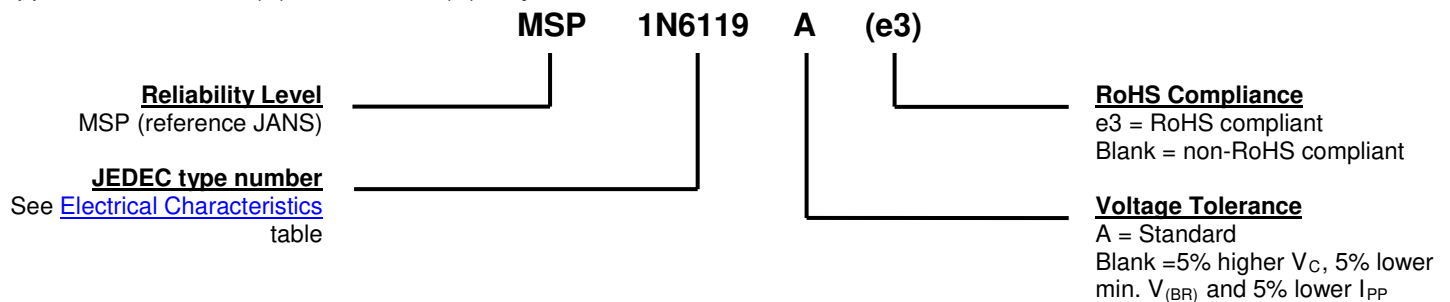 MSP 1N6119 A (e3)
Reliability Level
MSP (reference JANS)
JEDEC type number
See Electrical Characteristics
table
RoHS Compliance
e3 = RoHS compliant
Blank = non-RoHS compliant
Voltage Tolerance
A = Standard
Blank =5% higher VC, 5% lower
min. V(BR) and 5% lower IPP